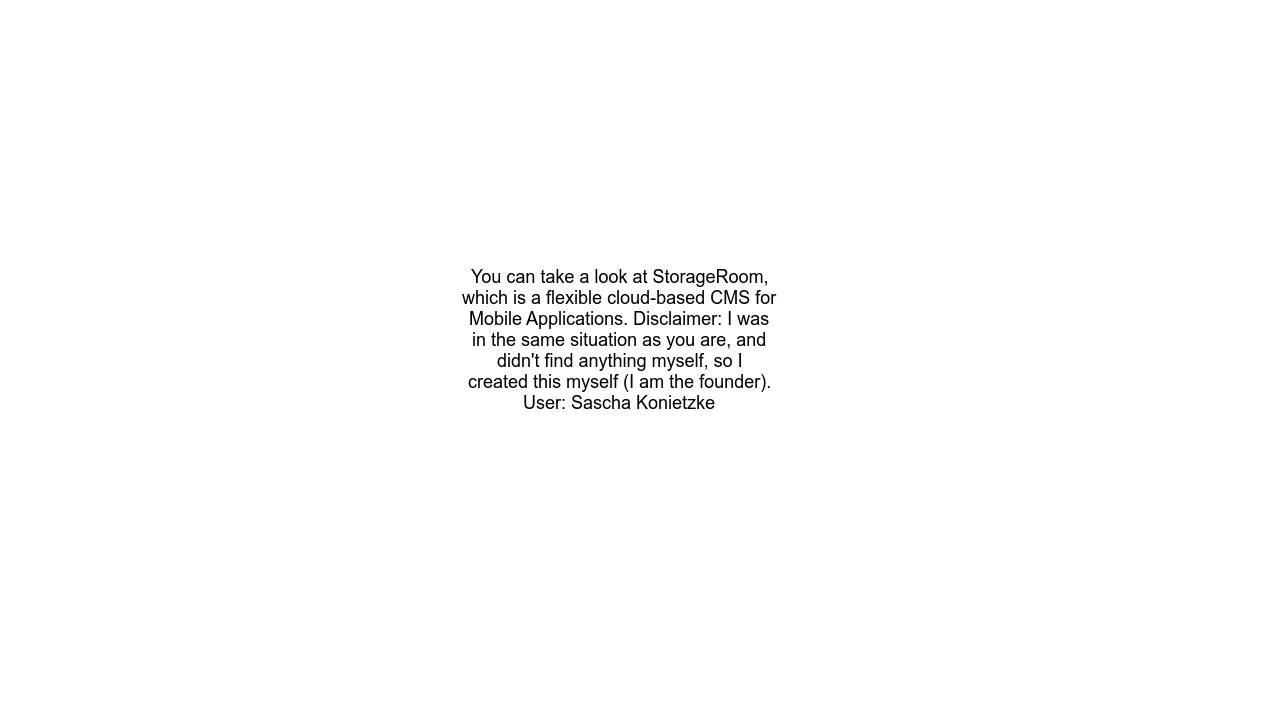 You can take a look at StorageRoom,
which is a flexible cloud-based CMS for
Mobile Applications. Disclaimer: I was
in the same situation as you are, and
didn't find anything myself, so I
created this myself (I am the founder).
User: Sascha Konietzke